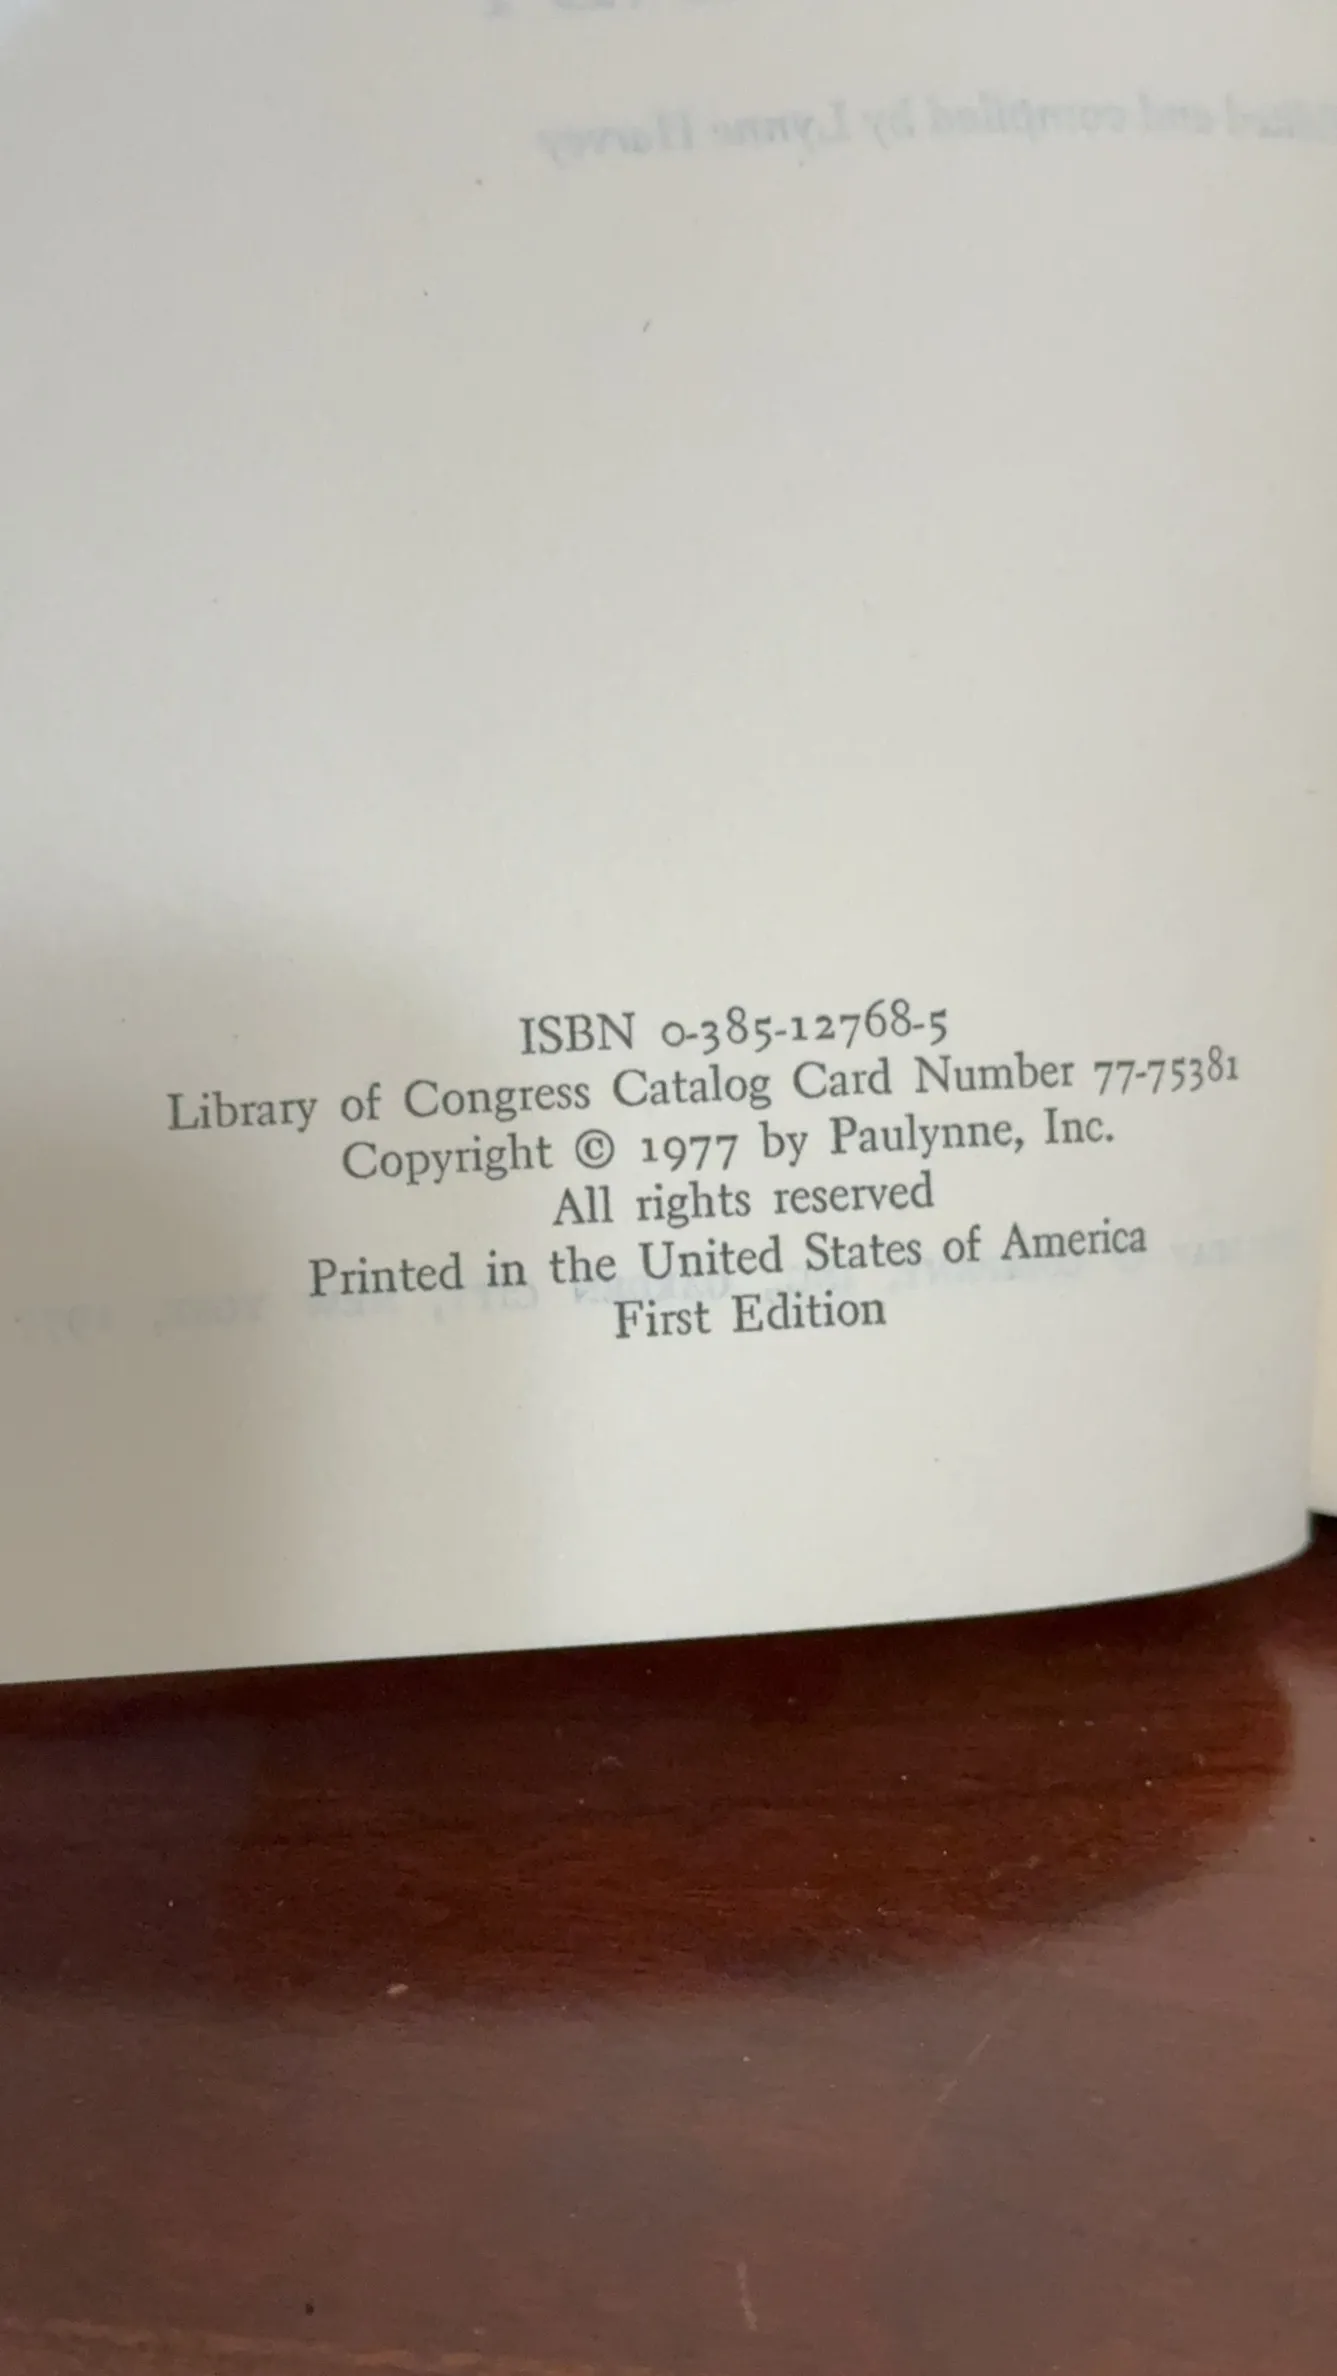 ISBN 0-385-12768-5
Library of Congress Catalog Card Number 77-75381
Copyright © 1977 by Paulynne, Inc.
All rights reserved
Printed in the United States of America
First Edition